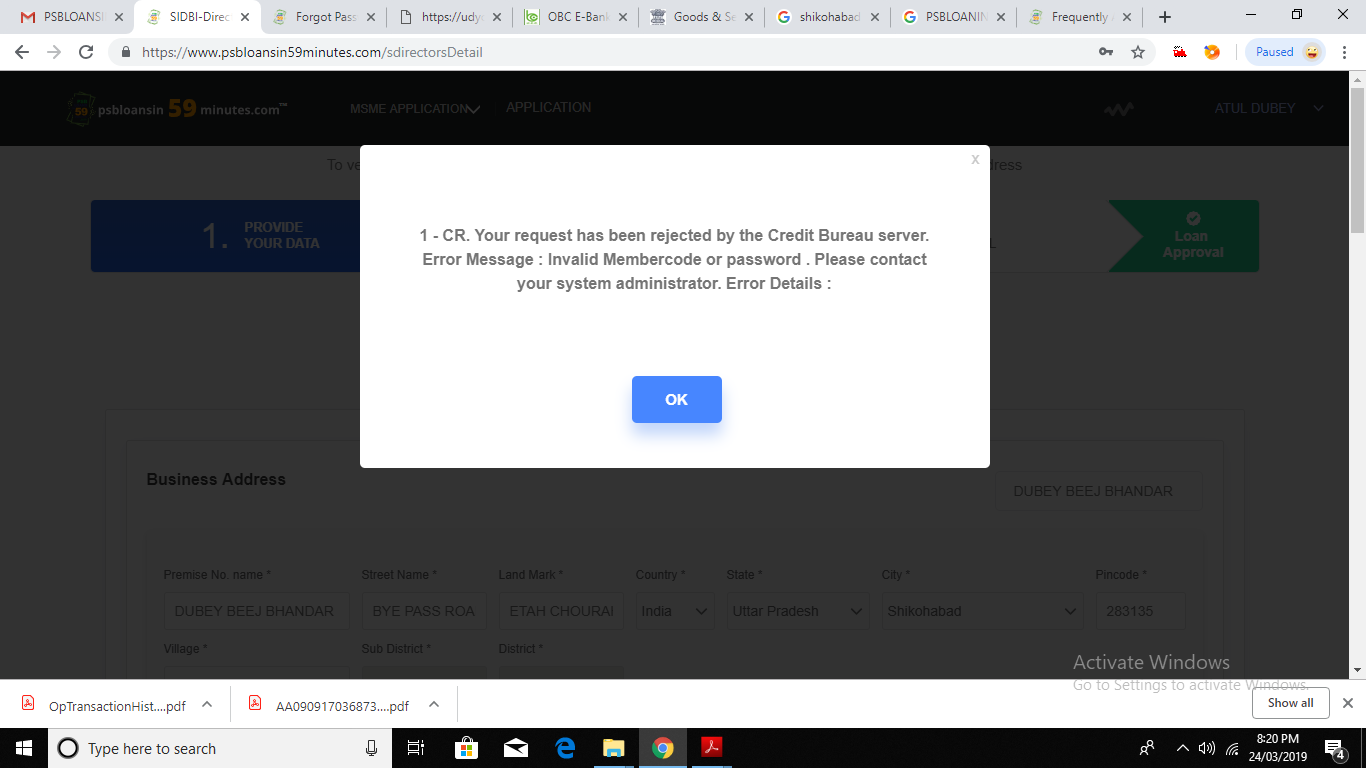 PSBLOANSI
SIDBI-Direc
Forgot Pass
https://udyo
OBC E-Bank
Goods & Se
shikohabad
PSBLOANIN
Frequently
https://www.psbloansin59minutes.com/sdirectorsDetail
Paused
psbloansin 59 minutes.com™
MSME APPLICATION
APPLICATION
ATUL DUBEY
To ve
dress
1. PROVIDE
YOUR DATA
Loan
Approval
X
1 - CR. Your request has been rejected by the Credit Bureau server.
Error Message : Invalid Membercode or password . Please contact
your system administrator. Error Details :
OK
Business Address
DUBEY BEEJ BHANDAR
Premise No. name * Street Name * Land Mark * Country * State * City * Pincode *
DUBEY BEEJ BHANDAR BYE PASS ROA ETAH CHOURAI India Uttar Pradesh Shikohabad 283135
Village * Sub District * District *
Activate Windows
Go to Settings to activate Windows.
OpTransactionHist....pdf
AA090917036873....pdf
Show all
Type here to search
8:20 PM
24/03/2019
4